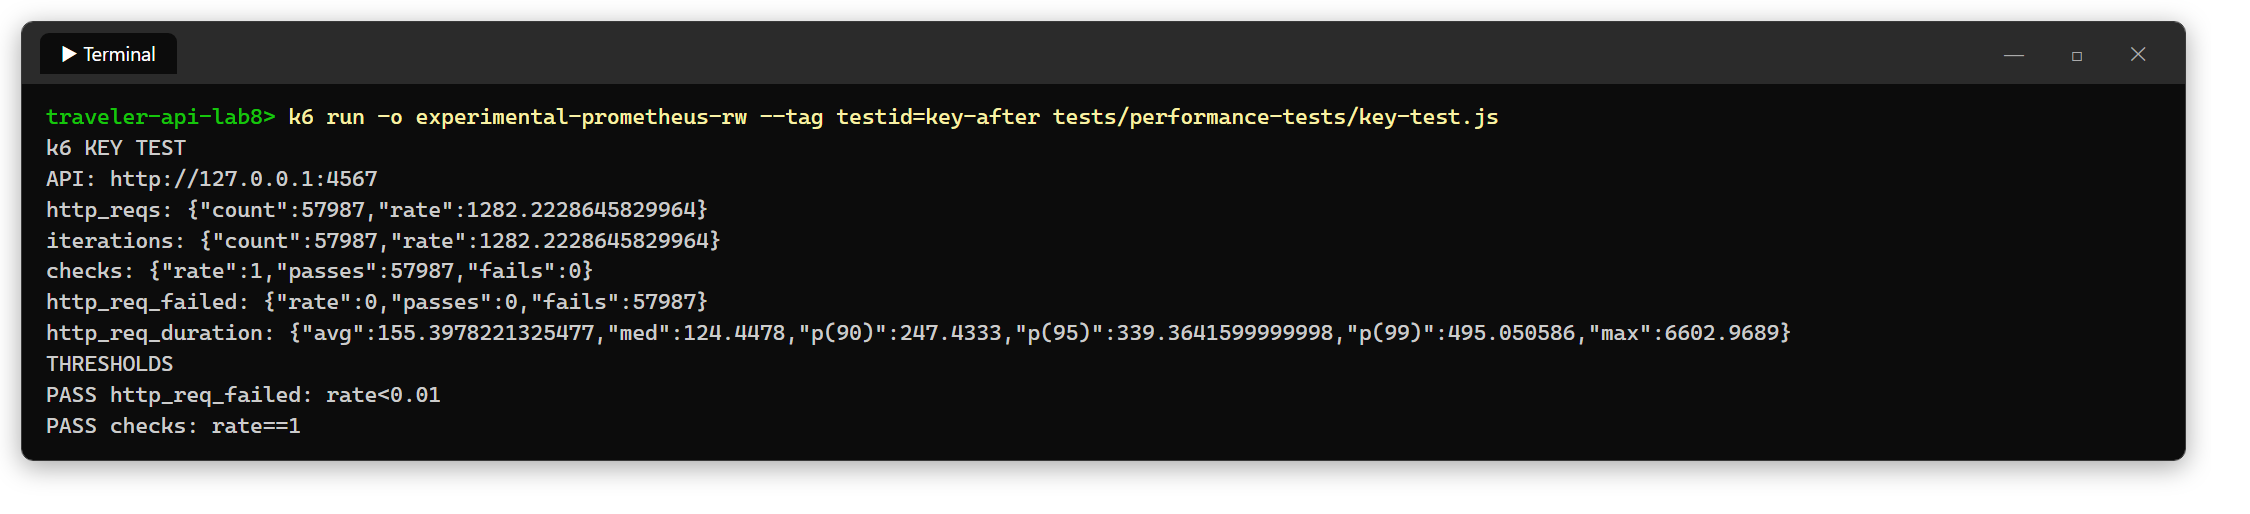 ▶ Terminal
traveler-api-lab8> k6 run -o experimental-prometheus-rw --tag testid=key-after tests/performance-tests/key-test.js
k6 KEY TEST
API: http://127.0.0.1:4567
http_reqs: {"count":57987,"rate":1282.2228645829964}
iterations: {"count":57987,"rate":1282.2228645829964}
checks: {"rate":1,"passes":57987,"fails":0}
http_req_failed: {"rate":0,"passes":0,"fails":57987}
http_req_duration: {"avg":155.3978221325477,"med":124.4478,"p(90)":247.4333,"p(95)":339.3641599999998,"p(99)":495.050586,"max":6602.9689}
THRESHOLDS
PASS http_req_failed: rate<0.01
PASS checks: rate==1